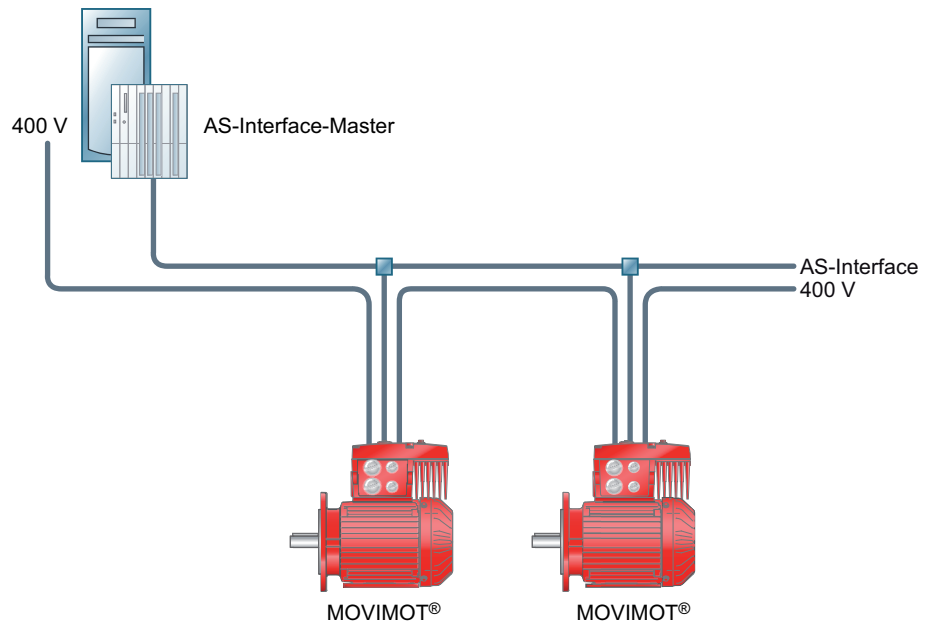 400 V
AS-Interface-Master
AS-Interface
400 V
MOVIMOT®
MOVIMOT®